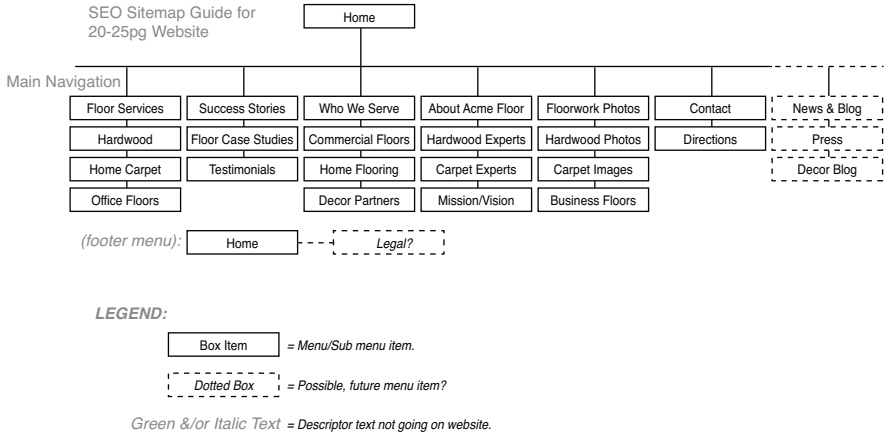 SEO Sitemap Guide for
20-25pg Website
Home
Main Navigation
Floor Services Success Stories Who We Serve About Acme Floor Floorwork Photos Contact News & Blog
Hardwood Floor Case Studies Commercial Floors Hardwood Experts Hardwood Photos Directions Press
Home Carpet Testimonials Home Flooring Carpet Experts Carpet Images Decor Blog
Office Floors Decor Partners Mission/Vision Business Floors
(footer menu): Home Legal?
LEGEND:
Box Item = Menu/Sub menu item.
Dotted Box = Possible, future menu item?
Green &/or Italic Text = Descriptor text not going on website.